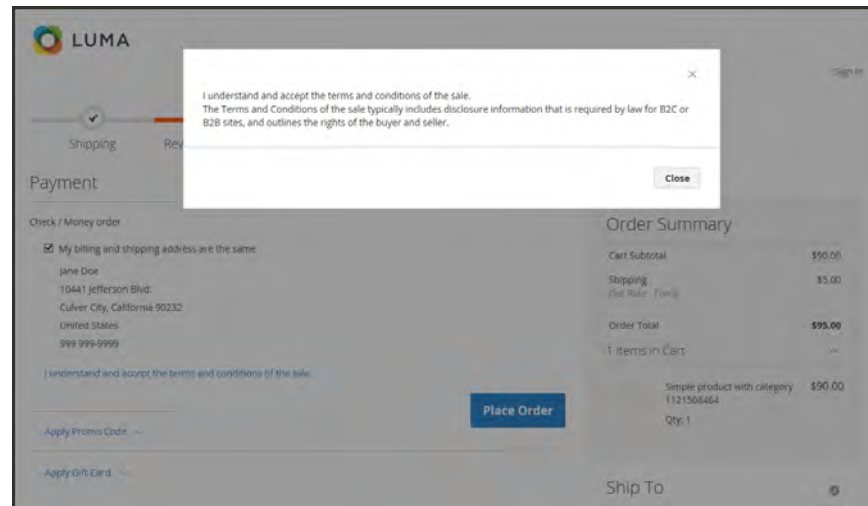 LUMA
Sign In
×
I understand and accept the terms and conditions of the sale.
The Terms and Conditions of the sale typically includes disclosure information that is required by law for B2C or
B2B sites, and outlines the rights of the buyer and seller.
Close
Shipping
Rev
Payment
Check / Money order
My billing and shipping address are the same
Jane Doe
10441 Jefferson Blvd.
Culver City, California 90232
United States
999 999-9999
I understand and accept the terms and conditions of the sale.
Place Order
Apply Promo Code
Apply Gift Card
Order Summary
Cart Subtotal $90.00
Shipping $5.00
Flat Rate - Fixed
Order Total $95.00
1 Items in Cart
Simple product with category $90.00
1121508464
Qty: 1
Ship To